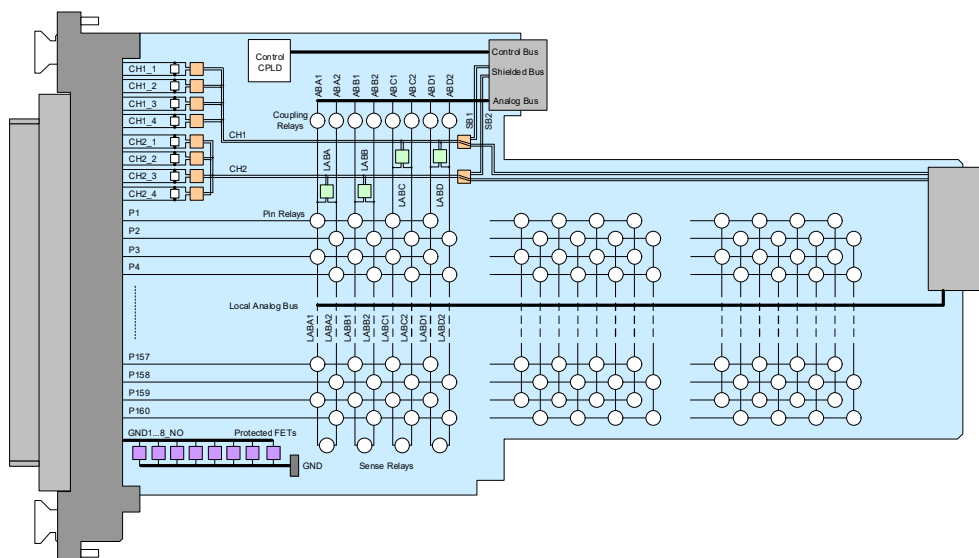 Control
CPLD
Control Bus
Shielded Bus
Analog Bus
ABA1
ABA2
ABB1
ABB2
ABC1
ABC2
ABD1
ABD2
SB1
SB2
CH1_1
CH1_2
CH1_3
CH1_4
CH2_1
CH2_2
CH2_3
CH2_4
Coupling
Relays
CH1
CH2
LABA
LABB
LABC
LABD
P1
Pin Relays
P2
P3
P4
Local Analog Bus
LABA1
LABA2
LABB1
LABB2
LABC1
LABC2
LABD1
LABD2
P157
P158
P159
P160
GND1...8_NO
Protected FETs
GND
Sense Relays